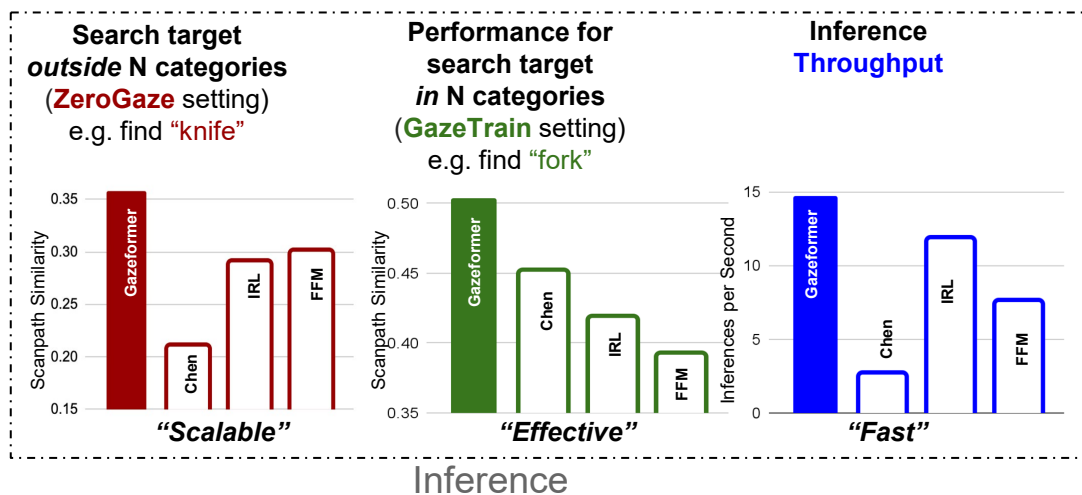 Search target
outside N categories
(ZeroGaze setting)
e.g. find “knife”
Scanpath Similarity
0.35
0.30
0.25
0.20
0.15
Gazeformer
Chen
IRL
FFM
“Scalable”
Performance for
search target
in N categories
(GazeTrain setting)
e.g. find “fork”
Scanpath Similarity
0.50
0.45
0.40
0.35
Gazeformer
Chen
IRL
FFM
“Effective”
Inference
Throughput
Inferences per Second
15
10
5
0
Gazeformer
Chen
IRL
FFM
“Fast”
Inference